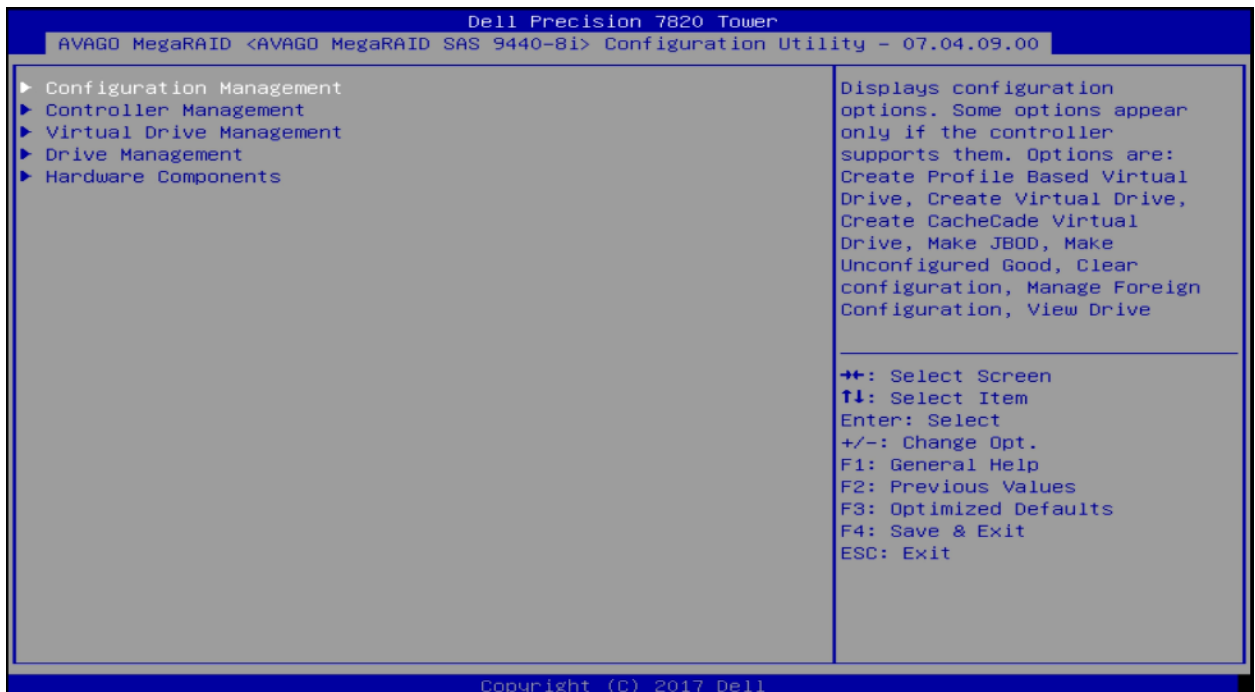 Dell Precision 7820 Tower
AVAGO MegaRAID <AVAGO MegaRAID SAS 9440-8i> Configuration Utility - 07.04.09.00
▶ Configuration Management
▶ Controller Management
▶ Virtual Drive Management
▶ Drive Management
▶ Hardware Components
Displays configuration
options. Some options appear
only if the controller
supports them. Options are:
Create Profile Based Virtual
Drive, Create Virtual Drive,
Create CacheCade Virtual
Drive, Make JBOD, Make
Unconfigured Good, Clear
configuration, Manage Foreign
Configuration, View Drive
→←: Select Screen
↑↓: Select Item
Enter: Select
+/-: Change Opt.
F1: General Help
F2: Previous Values
F3: Optimized Defaults
F4: Save & Exit
ESC: Exit
Copyright (C) 2017 Dell